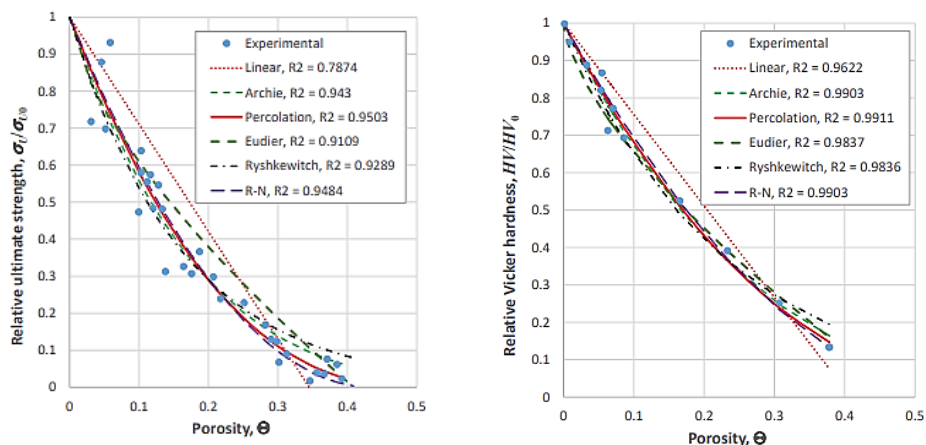 1
0.9
0.8
0.7
0.6
0.5
0.4
0.3
0.2
0.1
0
Relative ultimate strength, σt/σt0
Experimental
Linear, R2 = 0.7874
Archie, R2 = 0.943
Percolation, R2 = 0.9503
Eudier, R2 = 0.9109
Ryshkewitch, R2 = 0.9289
R-N, R2 = 0.9484
0 0.1 0.2 0.3 0.4 0.5
Porosity, Θ
1
0.9
0.8
0.7
0.6
0.5
0.4
0.3
0.2
0.1
0
Relative Vicker hardness, HV/HV0
Experimental
Linear, R2 = 0.9622
Archie, R2 = 0.9903
Percolation, R2 = 0.9911
Eudier, R2 = 0.9837
Ryshkewitch, R2 = 0.9836
R-N, R2 = 0.9903
0 0.1 0.2 0.3 0.4 0.5
Porosity, Θ